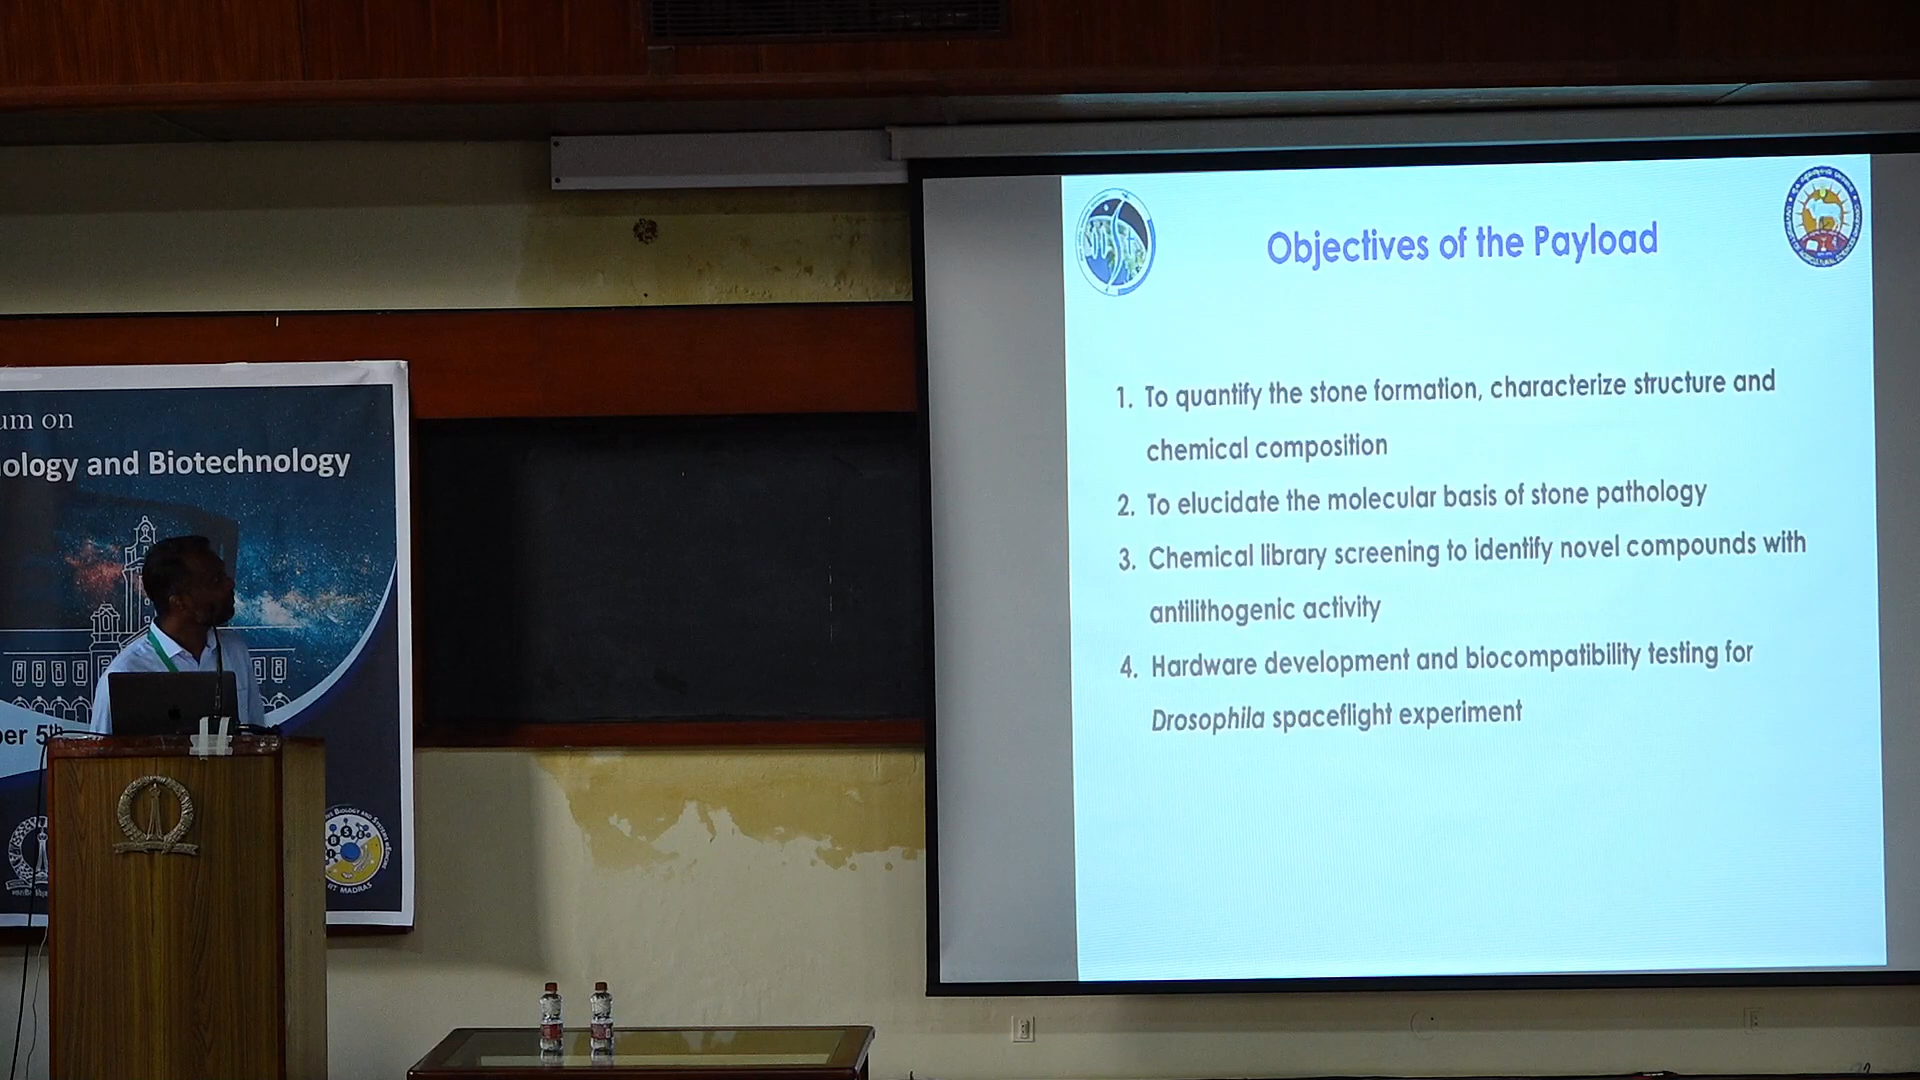 um on
ology and Biotechnology
ber 5th
IIT MADRAS
Objectives of the Payload
1. To quantify the stone formation, characterize structure and
chemical composition
2. To elucidate the molecular basis of stone pathology
3. Chemical library screening to identify novel compounds with
antilithogenic activity
4. Hardware development and biocompatibility testing for
Drosophila spaceflight experiment